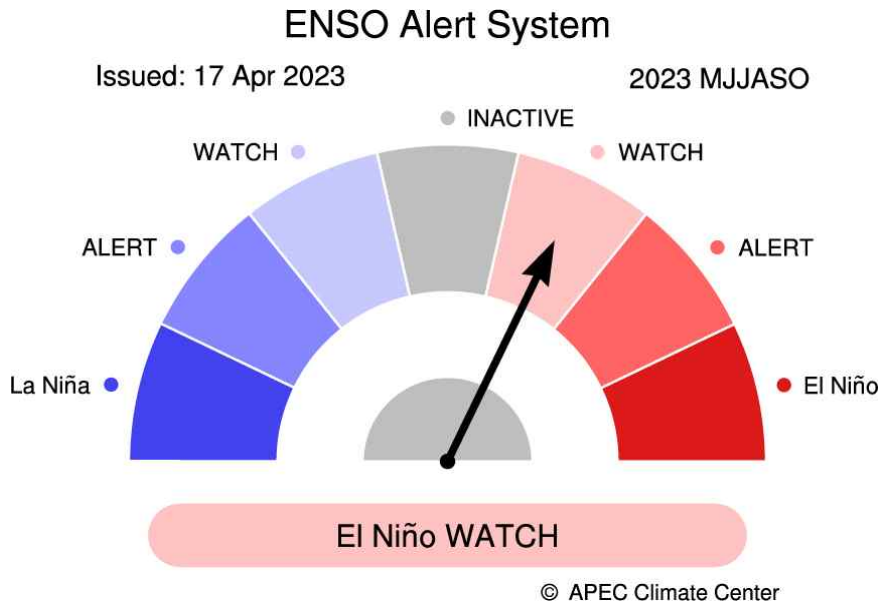 ENSO Alert System
Issued: 17 Apr 2023
2023 MJJASO
INACTIVE
WATCH
WATCH
ALERT
ALERT
La Niña
El Niño
El Niño WATCH
© APEC Climate Center